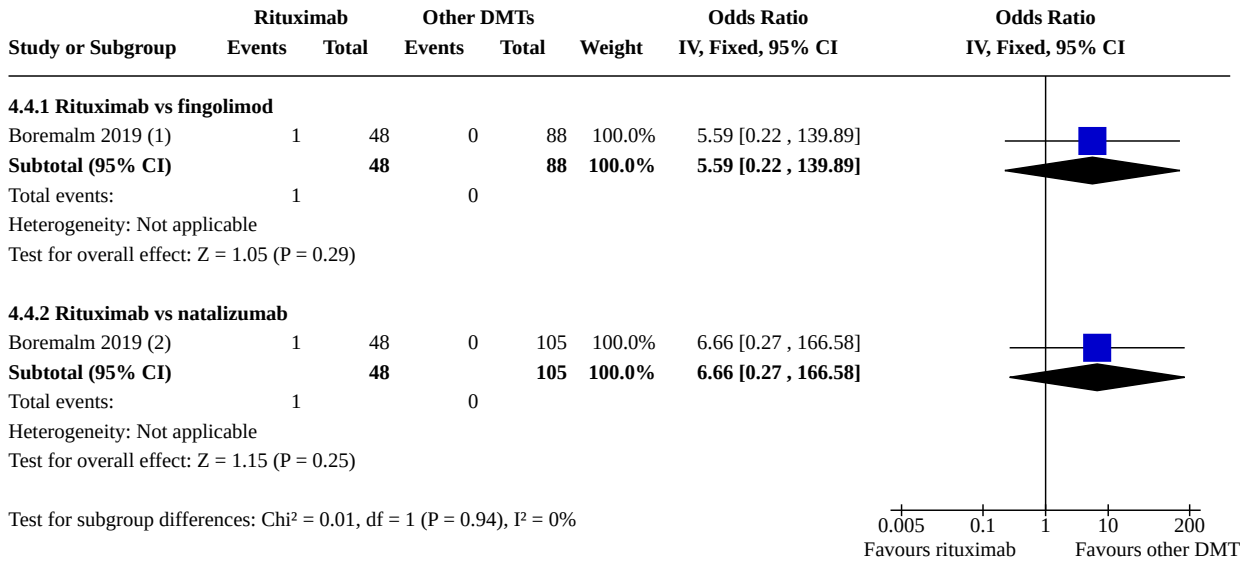 Rituximab Other DMTs Odds Ratio Odds Ratio
Study or Subgroup Events Total Events Total Weight IV, Fixed, 95% CI IV, Fixed, 95% CI
4.4.1 Rituximab vs fingolimod
Boremalm 2019 (1) 1 48 0 88 100.0% 5.59 [0.22 , 139.89]
Subtotal (95% CI) 48 88 100.0% 5.59 [0.22 , 139.89]
Total events: 1 0
Heterogeneity: Not applicable
Test for overall effect: Z = 1.05 (P = 0.29)
4.4.2 Rituximab vs natalizumab
Boremalm 2019 (2) 1 48 0 105 100.0% 6.66 [0.27 , 166.58]
Subtotal (95% CI) 48 105 100.0% 6.66 [0.27 , 166.58]
Total events: 1 0
Heterogeneity: Not applicable
Test for overall effect: Z = 1.15 (P = 0.25)
Test for subgroup differences: Chi² = 0.01, df = 1 (P = 0.94), I² = 0%
0.005 0.1 1 10 200
Favours rituximab Favours other DMT